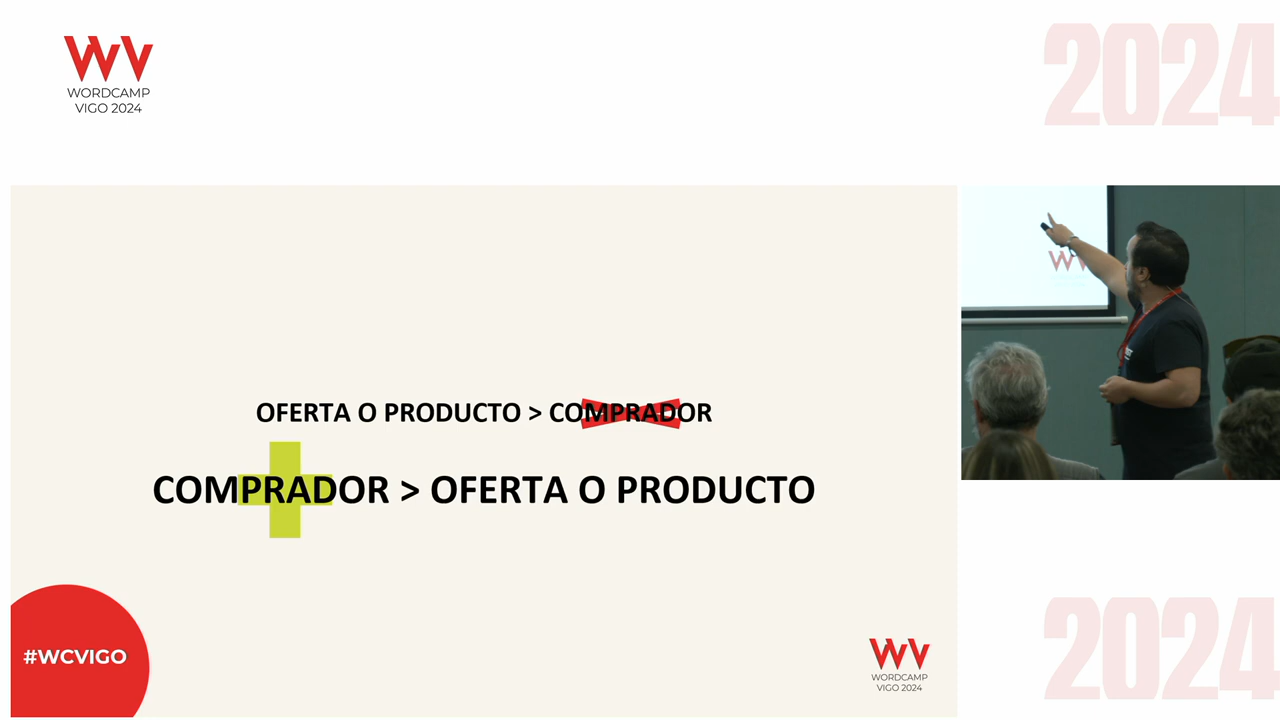 WORDCAMP
VIGO 2024
2024
OFERTA O PRODUCTO > COMPRADOR
COMPRADOR > OFERTA O PRODUCTO
#WCVIGO
WORDCAMP
VIGO 2024
2024